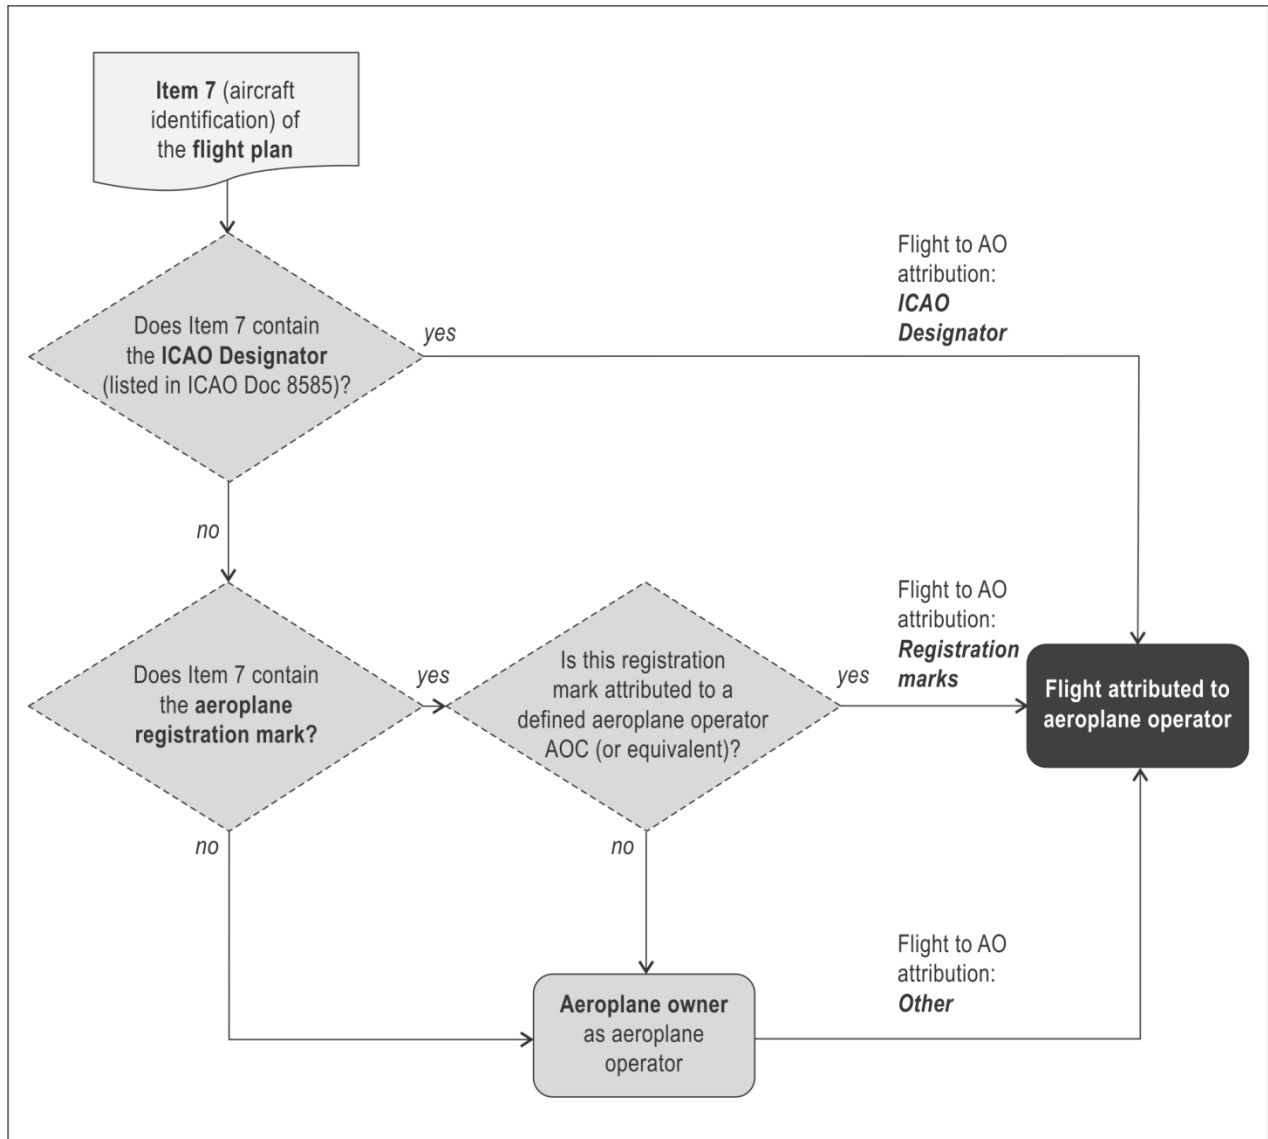 Item 7 (aircraft
identification) of
the flight plan
Flight to AO
attribution:
ICAO
Designator
Does Item 7 contain
the ICAO Designator
(listed in ICAO Doc 8585)?
yes
no
Does Item 7 contain
the aeroplane
registration mark?
yes
Is this registration
mark attributed to a
defined aeroplane operator
AOC (or equivalent)?
yes
Flight to AO
attribution:
Registration
marks
Flight attributed to
aeroplane operator
no
no
Aeroplane owner
as aeroplane
operator
Flight to AO
attribution:
Other